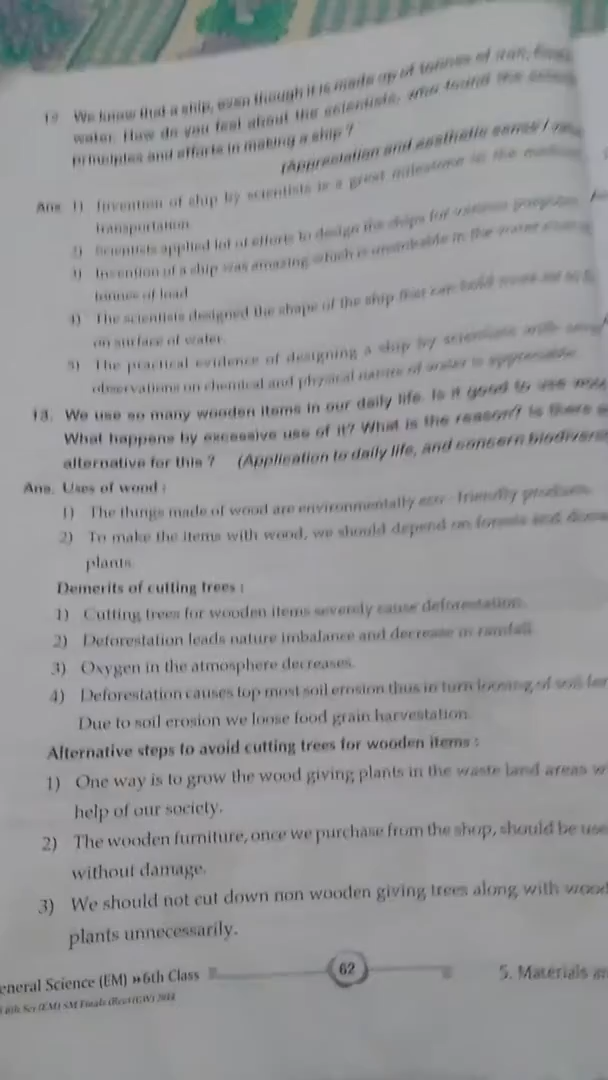 12. We know that a ship, even though it is made up of tonnes of iron,
water. How do you feel about the scientists, who found the
principles and efforts in making a ship ?
(Appreciation and aesthetic sense /
Ans. 1) Invention of ship by scientists is a great milestone in the
transportation.
2) Scientists applied lot of efforts to design the ships for various purposes.
3) Invention of a ship was amazing which is unsinkable in the water
tonnes of load.
4) The scientists designed the shape of the ship that can
on surface of water.
5) The practical evidence of designing a ship by scientists
observations on chemical and physical nature of water is appreciable.
13. We use so many wooden items in our daily life. Is it good to use
What happens by excessive use of it? What is the reason? Is there
alternative for this ? (Application to daily life, and concern
Ans. Uses of wood :
1) The things made of wood are environmentally eco-friendly products.
2) To make the items with wood, we should depend on forests and
plants.
Demerits of cutting trees :
1) Cutting trees for wooden items severely cause deforestation.
2) Deforestation leads nature imbalance and decrease in rainfall.
3) Oxygen in the atmosphere decreases.
4) Deforestation causes top most soil erosion thus in turn loosing of soil
Due to soil erosion we loose food grain harvestation.
Alternative steps to avoid cutting trees for wooden items :
1) One way is to grow the wood giving plants in the waste land areas
help of our society.
2) The wooden furniture, once we purchase from the shop, should be
without damage.
3) We should not cut down non wooden giving trees along with
plants unnecessarily.
General Science (EM) » 6th Class
62
5. Materials